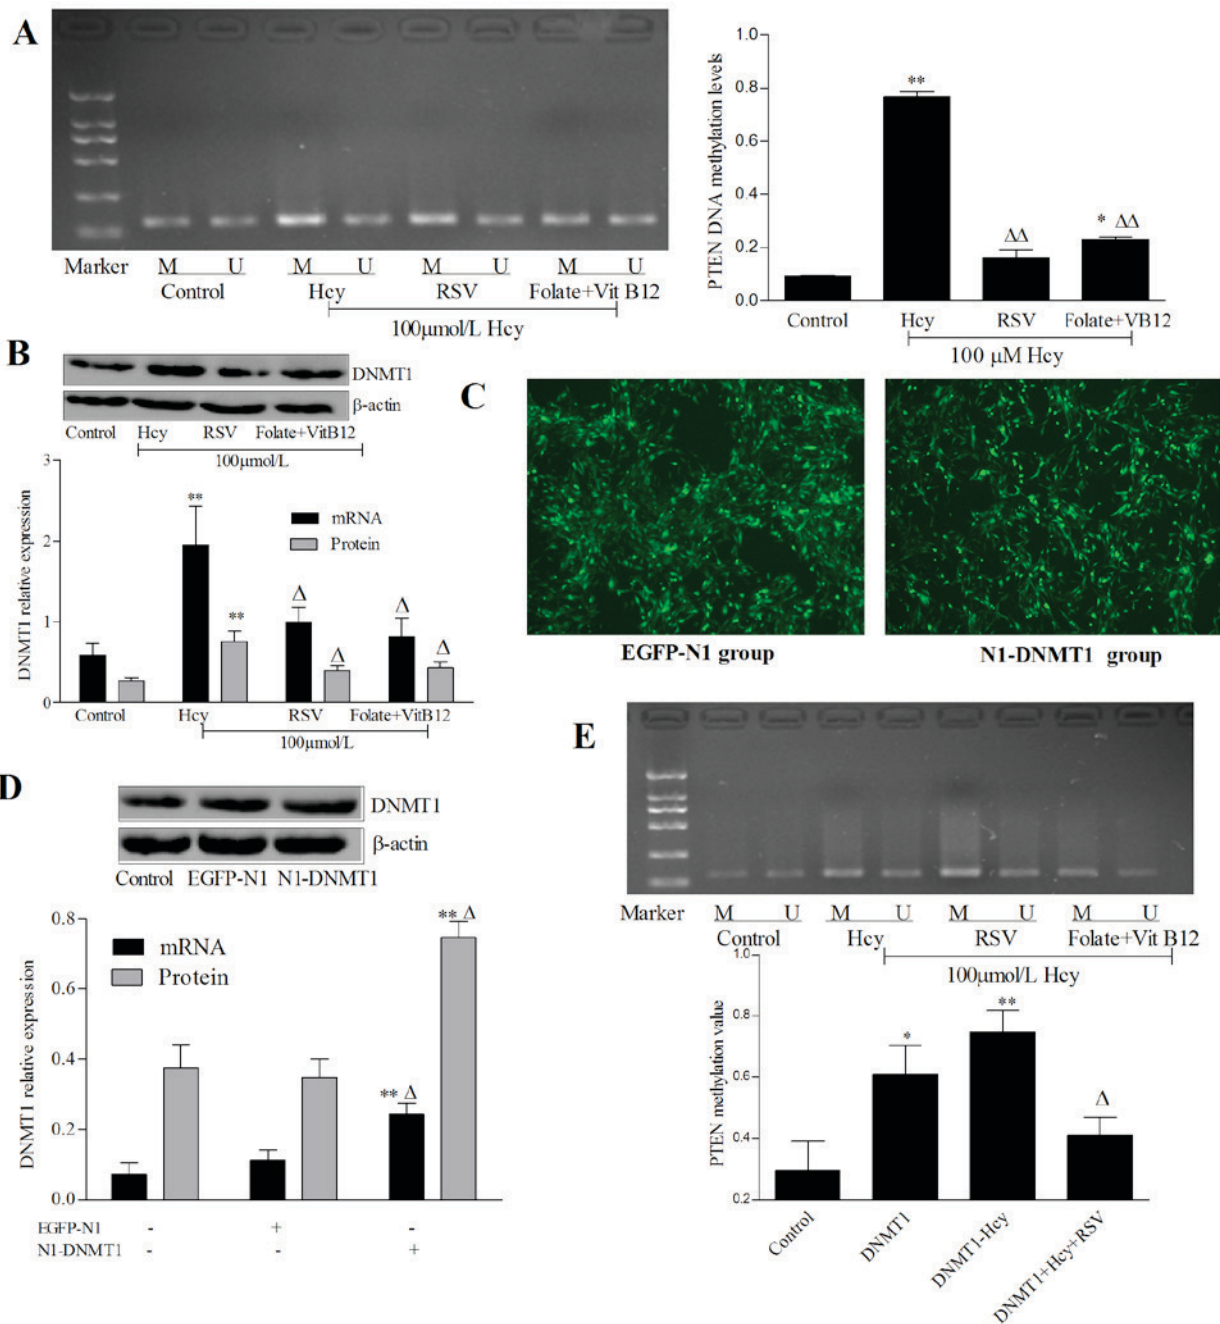 A
Marker
M U M U M U M U
Control Hcy RSV Folate+Vit B12
100μmol/L Hcy
PTEN DNA methylation levels
1.0
0.8
0.6
0.4
0.2
0.0
**
ΔΔ
* ΔΔ
Control Hcy RSV Folate+VB12
100 μM Hcy
B
DNMT1
β-actin
Control Hcy RSV Folate+VitB12
100μmol/L
DNMT1 relative expression
3
2
1
0
mRNA
Protein
**
**
Δ
Δ
Δ
Δ
Control Hcy RSV Folate+VitB12
100μmol/L
C
EGFP-N1 group
N1-DNMT1 group
D
DNMT1
β-actin
Control EGFP-N1 N1-DNMT1
DNMT1 relative expression
0.8
0.6
0.4
0.2
0.0
mRNA
Protein
** Δ
** Δ
EGFP-N1 - + -
N1-DNMT1 - - +
E
Marker
M U M U M U M U
Control Hcy RSV Folate+Vit B12
100μmol/L Hcy
PTEN methylation value
1.0
0.8
0.6
0.4
0.2
*
**
Δ
Control
DNMT1
DNMT1-Hcy
DNMT1+Hcy+RSV